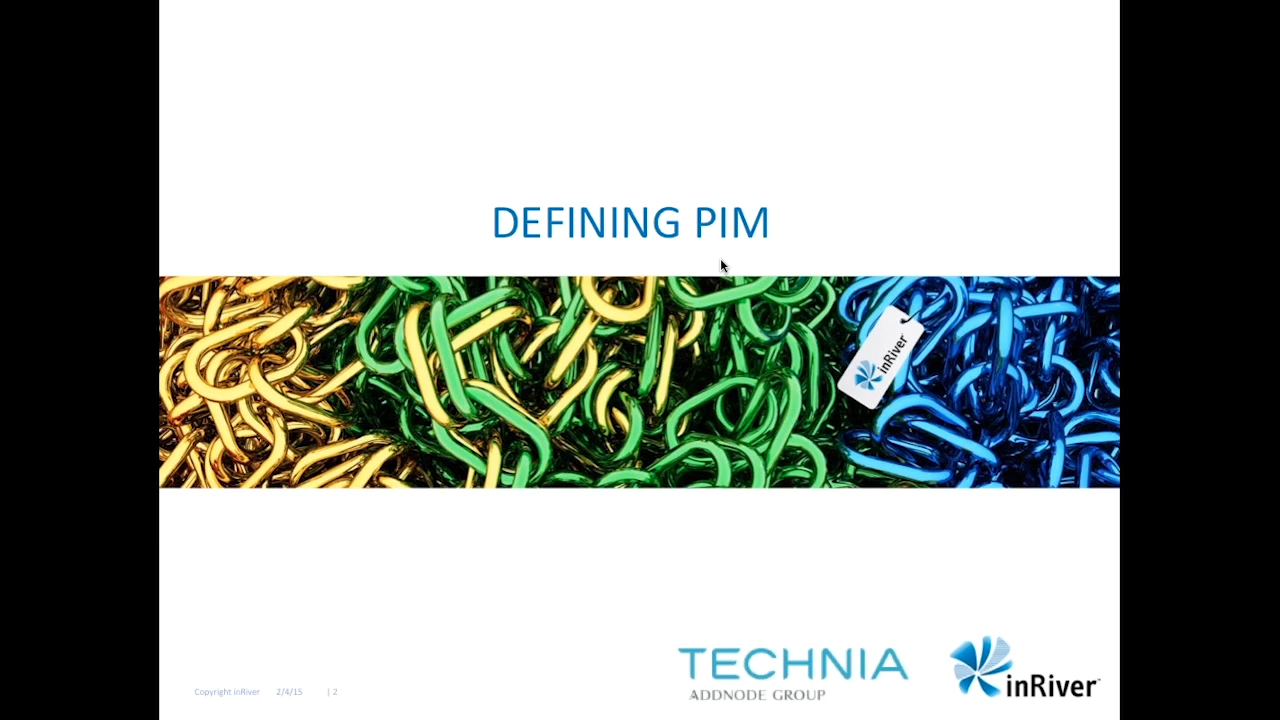 DEFINING PIM
inRiver
TECHNIA
ADDNODE GROUP
inRiver
Copyright inRiver 2/4/15 | 2